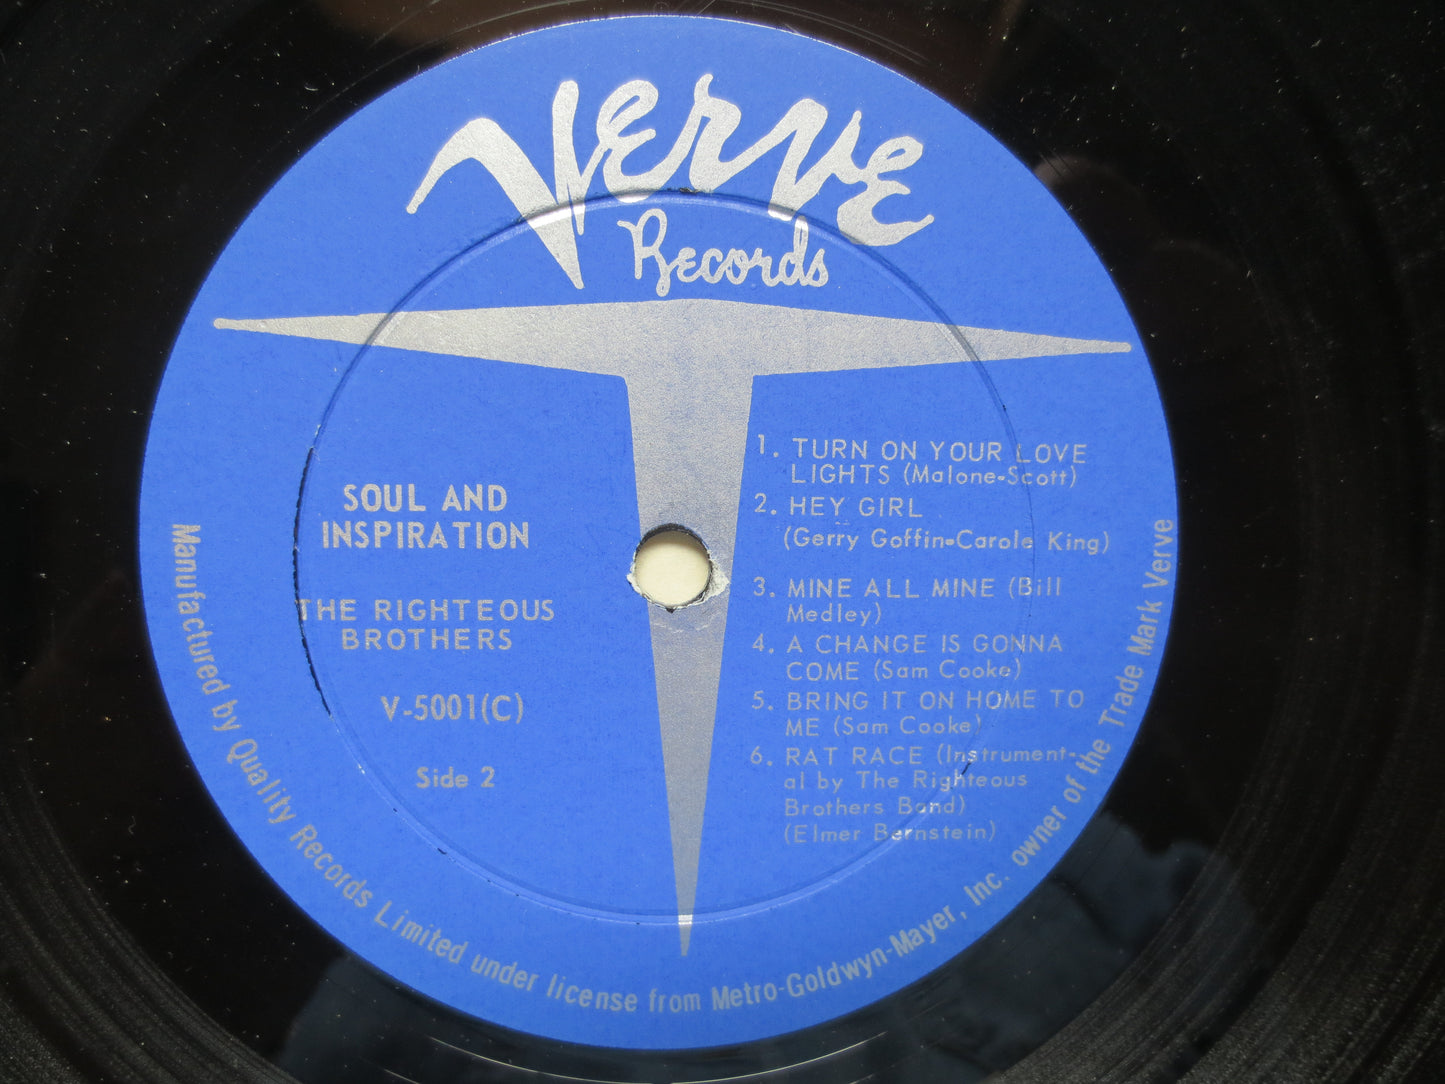 Verve
Records
SOUL AND
INSPIRATION
THE RIGHTEOUS
BROTHERS
V-5001(C)
Side 2
1. TURN ON YOUR LOVE
LIGHTS (Malone-Scott)
2. HEY GIRL
(Gerry Goffin-Carole King)
3. MINE ALL MINE (Bill
Medley)
4. A CHANGE IS GONNA
COME (Sam Cooke)
5. BRING IT ON HOME TO
ME (Sam Cooke)
6. RAT RACE (Instrument-
al by The Righteous
Brothers Band)
(Elmer Bernstein)
Manufactured by Quality Records Limited under license from Metro-Goldwyn-Mayer, Inc. owner of the Trade Mark Verve